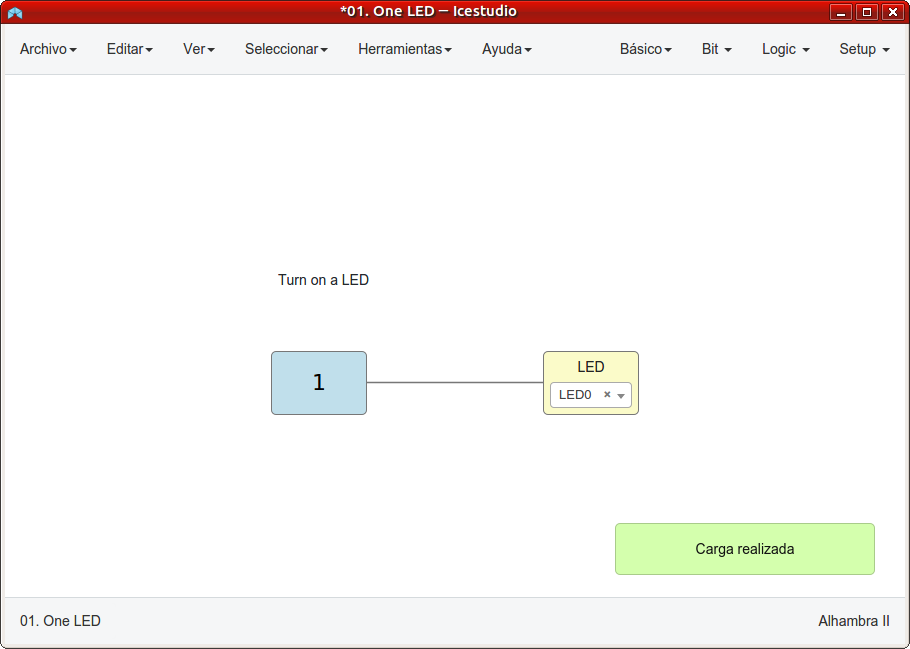 *01. One LED – Icestudio
Archivo Editar Ver Seleccionar Herramientas Ayuda Básico Bit Logic Setup
Turn on a LED
1
LED
LED0 ×
Carga realizada
01. One LED Alhambra II